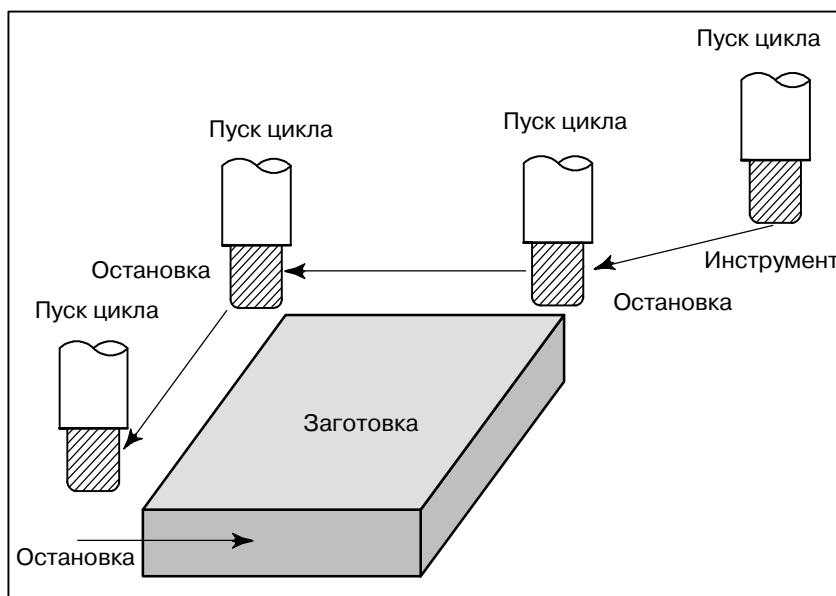 Пуск цикла
Пуск цикла
Пуск цикла
Инструмент
Остановка
Остановка
Пуск цикла
Заготовка
Остановка